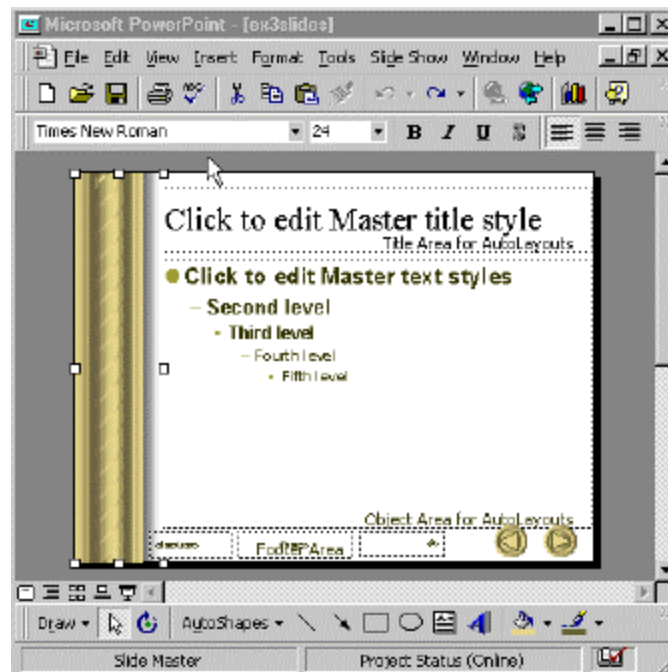 Microsoft PowerPoint - [ex3slides]
File Edit View Insert Format Tools Slide Show Window Help
Times New Roman 24 B I U S
Click to edit Master title style
Title Area for AutoLayouts
Click to edit Master text styles
– Second level
• Third level
– Fourth level
• Fifth level
Object Area for AutoLayouts
Footer Area
Draw AutoShapes A
Slide Master Project Status (Online)